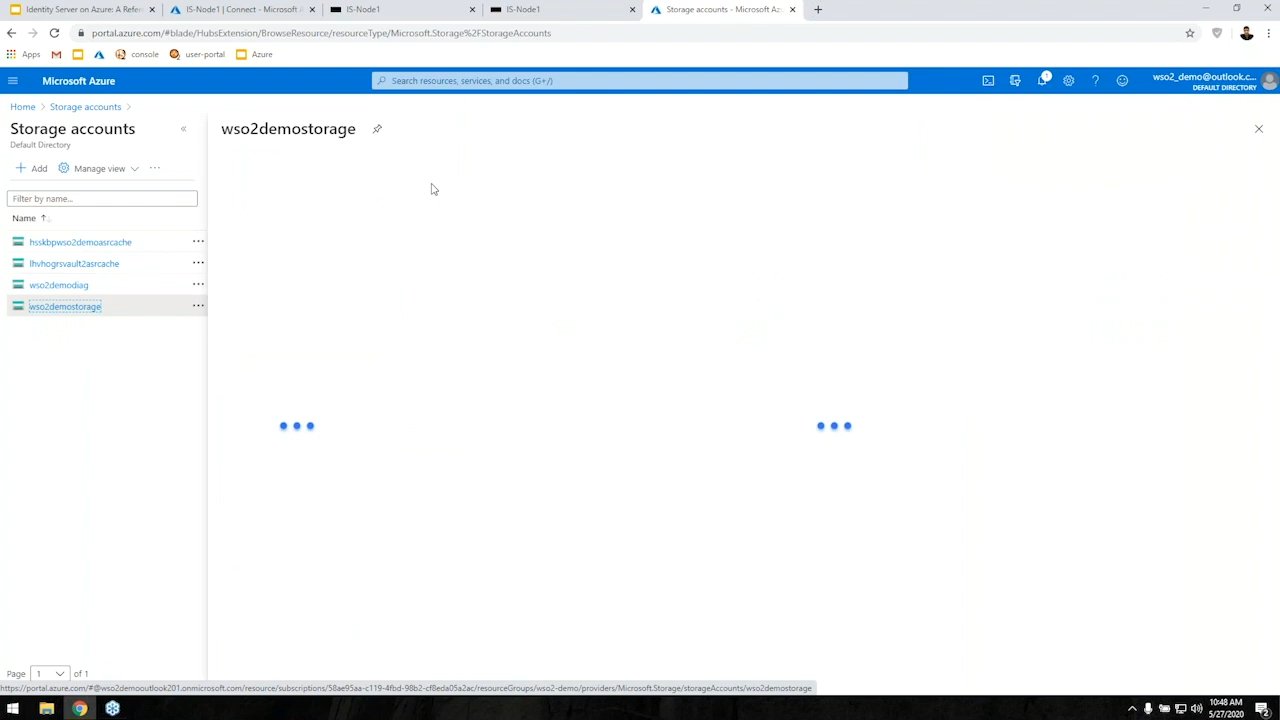 Identity Server on Azure: A Refer
IS-Node1 | Connect - Microsoft A
IS-Node1
IS-Node1
Storage accounts - Microsoft Azu
portal.azure.com/#blade/HubsExtension/BrowseResource/resourceType/Microsoft.Storage%2FStorageAccounts
Apps
console
user-portal
Azure
Microsoft Azure
Search resources, services, and docs (G+/)
1
wso2_demo@outlook.c...
DEFAULT DIRECTORY
Home > Storage accounts >
Storage accounts
«
Default Directory
wso2demostorage
+ Add
Manage view
...
Filter by name...
Name ↑↓
hsskbpwso2demoasrcache
...
lhvhogrsvault2asrcache
...
wso2demodiag
...
wso2demostorage
...
Page 1 of 1
https://portal.azure.com/#@wso2demooutlook201.onmicrosoft.com/resource/subscriptions/58ae95aa-c119-4fbd-98b2-cf8eda05a2ac/resourceGroups/wso2-demo/providers/Microsoft.Storage/storageAccounts/wso2demostorage
10:48 AM
5/27/2020
2